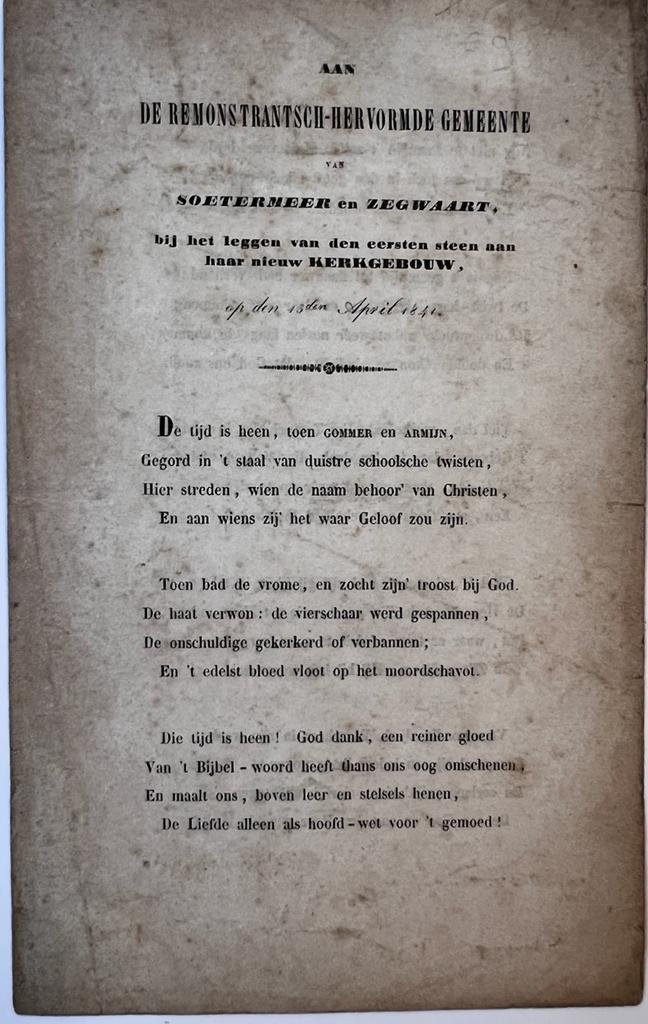 AAN
DE REMONSTRANTSCH-HERVORMDE GEMEENTE
VAN
SOETERMEER en ZEGWAART,
bij het leggen van den eersten steen aan
haar nieuw KERKGEBOUW,
op den 13den April 1841.
De tijd is heen, toen GOMMER en ARMIJN,
Gegord in 't staal van duistre schoolsche twisten,
Hier streden, wien de naam behoor' van Christen,
En aan wiens zij' het waar Geloof zou zijn.
Toen bad de vrome, en zocht zijn' troost bij God.
De haat verwon: de vierschaar werd gespannen,
De onschuldige gekerkerd of verbannen;
En 't edelst bloed vloot op het moordschavot.
Die tijd is heen! God dank, een reiner gloed
Van 't Bijbel-woord heeft thans ons oog omschenen,
En maalt ons, boven leer en stelsels henen,
De Liefde alleen als hoofd-wet voor 't gemoed!